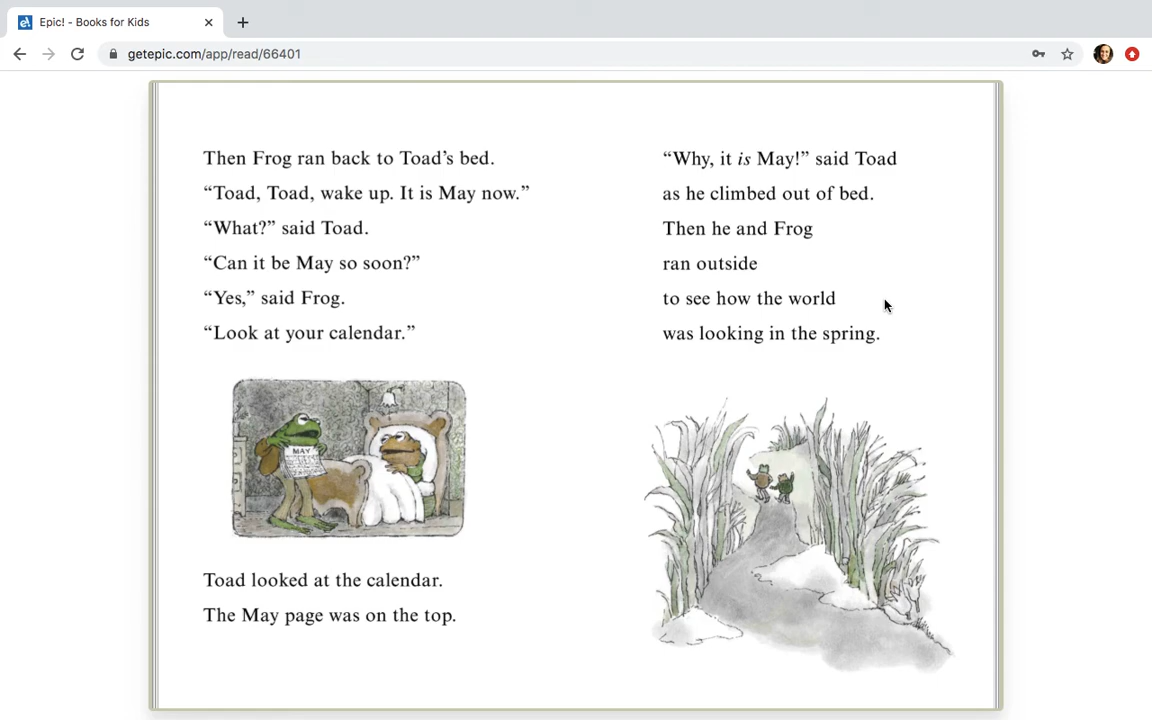 Epic! - Books for Kids
getepic.com/app/read/66401
Then Frog ran back to Toad’s bed.
“Toad, Toad, wake up. It is May now.”
“What?” said Toad.
“Can it be May so soon?”
“Yes,” said Frog.
“Look at your calendar.”
MAY
Toad looked at the calendar.
The May page was on the top.
“Why, it is May!” said Toad
as he climbed out of bed.
Then he and Frog
ran outside
to see how the world
was looking in the spring.